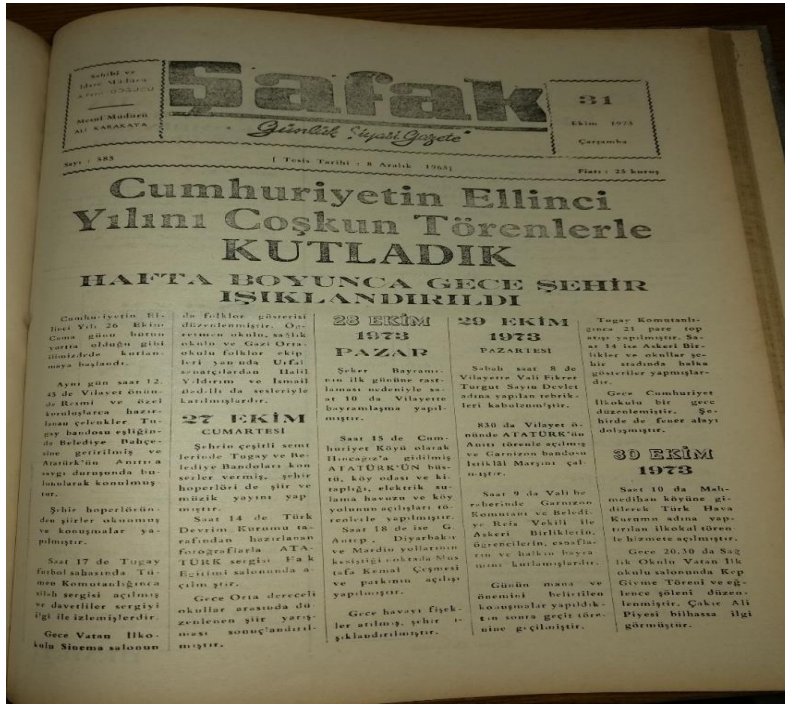 Sahibi ve
İdare Müdürü
Mesul Müdürü
ALİ KARAKAYA
Şafak
Günlük Siyasi Gazete
31
Ekim 1973
Çarşamba
Sayı : 385
[ Tesis Tarihi : 8 Aralık 1965]
Fiatı : 25 kuruş
Cumhuriyetin Ellinci
Yılını Coşkun Törenlerle
KUTLADIK
HAFTA BOYUNCA GECE ŞEHİR
IŞIKLANDIRILDI
Cumhuriyetin El-
linci Yılı 26 Ekim
Cuma günü bütün
yurtta olduğu gibi
ilimizdede kutlan-
maya başlandı.
Aynı gün saat 12.
45 de Vilayet önün-
de Resmi ve özel
kuruluşlarca hazır-
lanan çelenkler Tu-
gay bandosu eşliğin-
de Belediye Bahçe-
sine getirilmiş ve
Atatürk'ün Anıtına
saygı duruşunda bu-
lunularak konulmuş
tur.
Şehir hoperlörün-
den şiirler okunmuş
ve konuşmalar ya-
pılmıştır.
Saat 17 de Tugay
futbol sahasında Tü-
men Komutanlığınca
silah sergisi açılmış
ve davetliler sergiyi
ilgi ile izlemişlerdir.
Gece Vatan İlko-
kulu Sinema salonun
da folklor gösterisi
düzenlenmiştir. Öğ-
retmen okulu, sağlık
okulu ve Gazi Orta-
okulu folklor ekip-
leri yanında Urfalı
sanatçılardan Halil
Yıldırım ve İsmail
Badıllı da sesleriyle
katılmışlardır.
27 EKİM
CUMARTESİ
Şehrin çeşitli semt
lerinde Tugay ve Be-
lediye Bandoları kon
serler vermiş, şehir
hoperlörü de şiir ve
müzik yayını yap
mıştır.
Saat 14 de Türk
Devrim Kurumu ta-
rafından hazırlanan
fotoğraflarla ATA-
TÜRK sergisi Halk
Eğitimi salonunda a-
çılmıştır.
Gece Orta dereceli
okullar arasında dü-
zenlenen şiir yarış-
ması sonuçlandırıl-
mıştır.
28 EKİM
1973
PAZAR
Şeker Bayramı-
nın ilk gününe rast-
laması nedeniyle sa-
at 10 da Vilayette
bayramlaşma yapıl-
mıştır.
Saat 15 de Cum-
huriyet Köyü olarak
Hıncağız'a gidilmiş
ATATÜRK'ÜN büs-
tü, köy odası ve ki-
taplığı, elektrik su-
lama havuzu ve köy
yolunun açılışları tö-
renlerle yapılmıştır.
Saat 18 de ise G.
Antep, Diyarbakır
ve Mardin yollarının
kesiştiği noktada Mus
tafa Kemal Çeşmesi
ve parkının açılışı
yapılmıştır.
Gece havayi fişek-
ler atılmış, şehir ı-
şıklandırılmıştır.
29 EKİM
1973
PAZARTESİ
Sabah saat 8 de
Vilayette Vali Fikret
Turgut Sayın Devlet
adına yapılan tebrik-
leri kabul etmiştir.
830 da Vilayet ö-
nünde ATATÜRK'ün
Anıtı törenle açılmış
ve Garnizon bandosu
İstiklâl Marşını çal-
mıştır.
Saat 9 da Vali be-
raberinde Garnizon
Komutanı ve Beledi-
ye Reis Vekili ile
Askeri Birliklerin,
öğrencilerin, esnafla-
rın ve halkın bayra
mını kutlamışlardır.
Günün mana ve
önemini belirtilen
konuşmalar yapıldık-
tan sonra geçit töre-
nine geçilmiştir.
Tugay Komutanlı-
ğınca 21 pare top
atışı yapılmıştır. Sa-
at 14 ise Askeri Bir-
likler ve okullar şe-
hir stadında halka
gösteriler yapmışlar-
dır.
Gece Cumhuriyet
İlkokulu bir gece
düzenlemiştir. Şe-
hirde de fener alayı
dolaşmıştır.
30 EKİM
1973
Saat 10 da Mah-
medihan köyüne gi-
dilerek Türk Hava
Kurumu adına yap-
tırılan ilkokul tören
le hizmete açılmıştır.
Gece 20.30 da Sağ
lık Okulu Vatan İlk
okulu salonunda Kep
Giyme Töreni ve eğ-
lence şöleni düzen-
lenmiştir. Çakır Ali
Piyesi bilhassa ilgi
görmüştür.